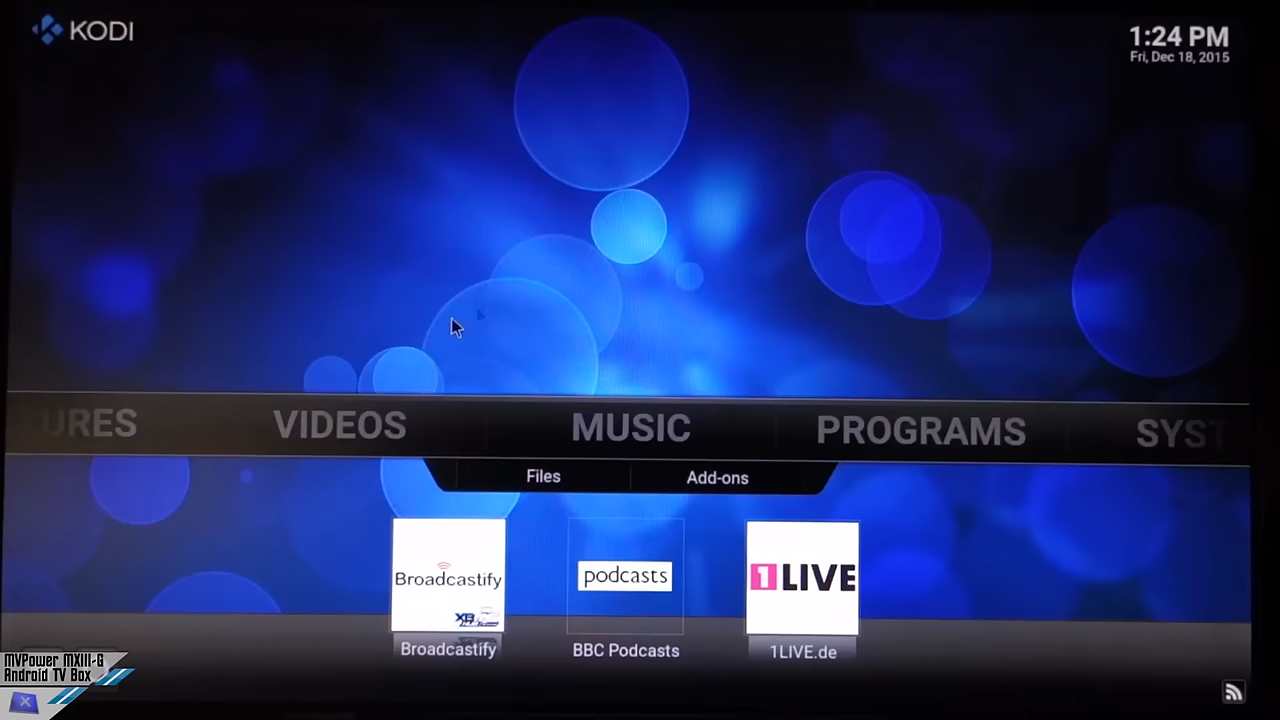 KODI
1:24 PM
Fri, Dec 18, 2015
URES VIDEOS MUSIC PROGRAMS SYST
Files Add-ons
Broadcastify
podcasts
1LIVE
Broadcastify BBC Podcasts 1LIVE.de
MVPower MXIII-G
Android TV Box